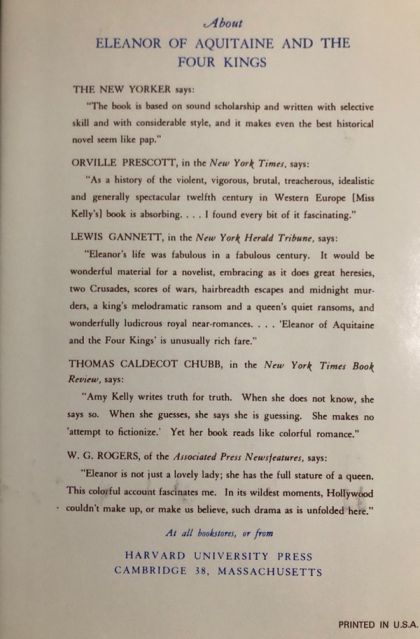 About
ELEANOR OF AQUITAINE AND THE
FOUR KINGS
THE NEW YORKER says:
"The book is based on sound scholarship and written with selective
skill and with considerable style, and it makes even the best historical
novel seem like pap."
ORVILLE PRESCOTT, in the New York Times, says:
"As a history of the violent, vigorous, brutal, treacherous, idealistic
and generally spectacular twelfth century in Western Europe [Miss
Kelly's] book is absorbing. . . . I found every bit of it fascinating."
LEWIS GANNETT, in the New York Herald Tribune, says:
"Eleanor's life was fabulous in a fabulous century. It would be
wonderful material for a novelist, embracing as it does great heresies,
two Crusades, scores of wars, hairbreadth escapes and midnight mur-
ders, a king's melodramatic ransom and a queen's quiet ransoms, and
wonderfully ludicrous royal near-romances. . . . 'Eleanor of Aquitaine
and the Four Kings' is unusually rich fare."
THOMAS CALDECOT CHUBB, in the New York Times Book
Review, says:
"Amy Kelly writes truth for truth. When she does not know, she
says so. When she guesses, she says she is guessing. She makes no
'attempt to fictionize.' Yet her book reads like colorful romance."
W. G. ROGERS, of the Associated Press Newsfeatures, says:
"Eleanor is not just a lovely lady; she has the full stature of a queen.
This colorful account fascinates me. In its wildest moments, Hollywood
couldn't make up, or make us believe, such drama as is unfolded here."
At all bookstores, or from
HARVARD UNIVERSITY PRESS
CAMBRIDGE 38, MASSACHUSETTS
PRINTED IN U.S.A.